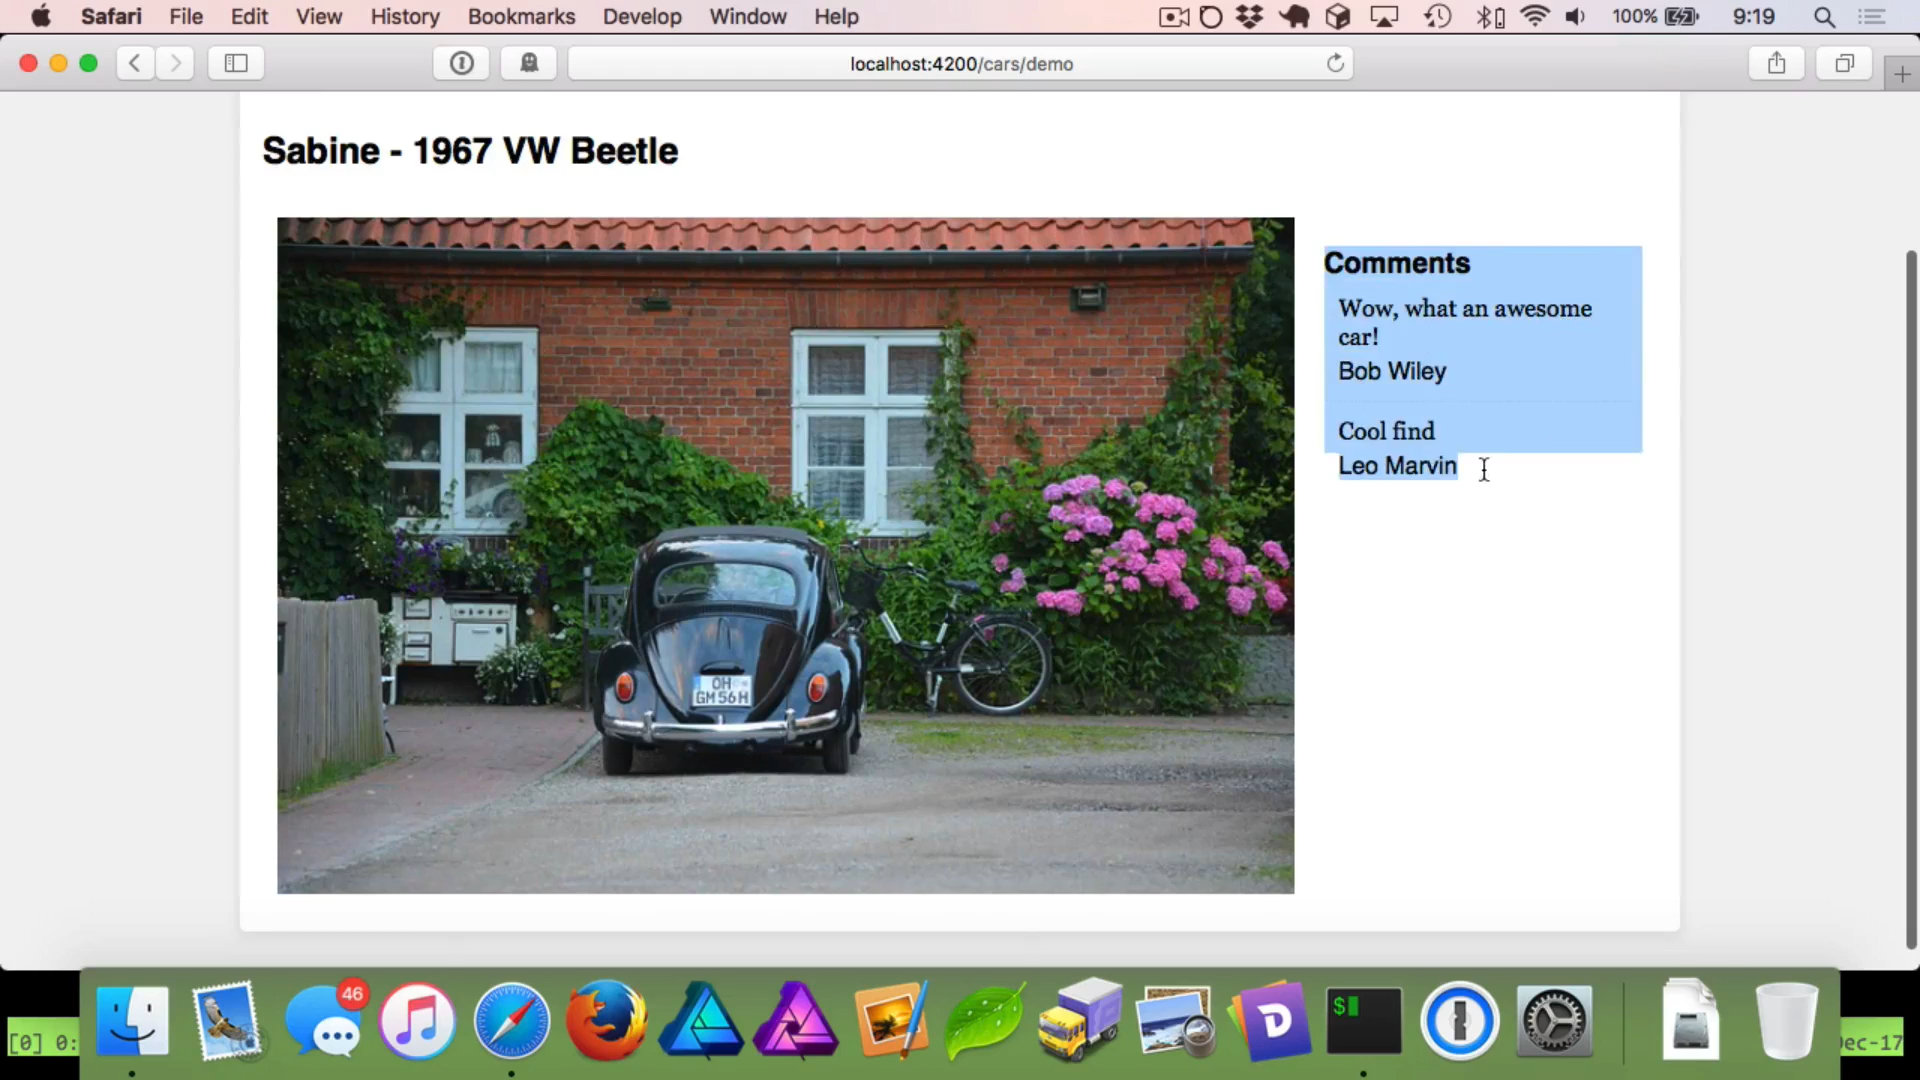 Safari File Edit View History Bookmarks Develop Window Help 100% 9:19
localhost:4200/cars/demo
Sabine - 1967 VW Beetle
Comments
Wow, what an awesome
car!
Bob Wiley
Cool find
Leo Marvin
OH
GM 56H
46
$
D
[0] 0:
Dec-17